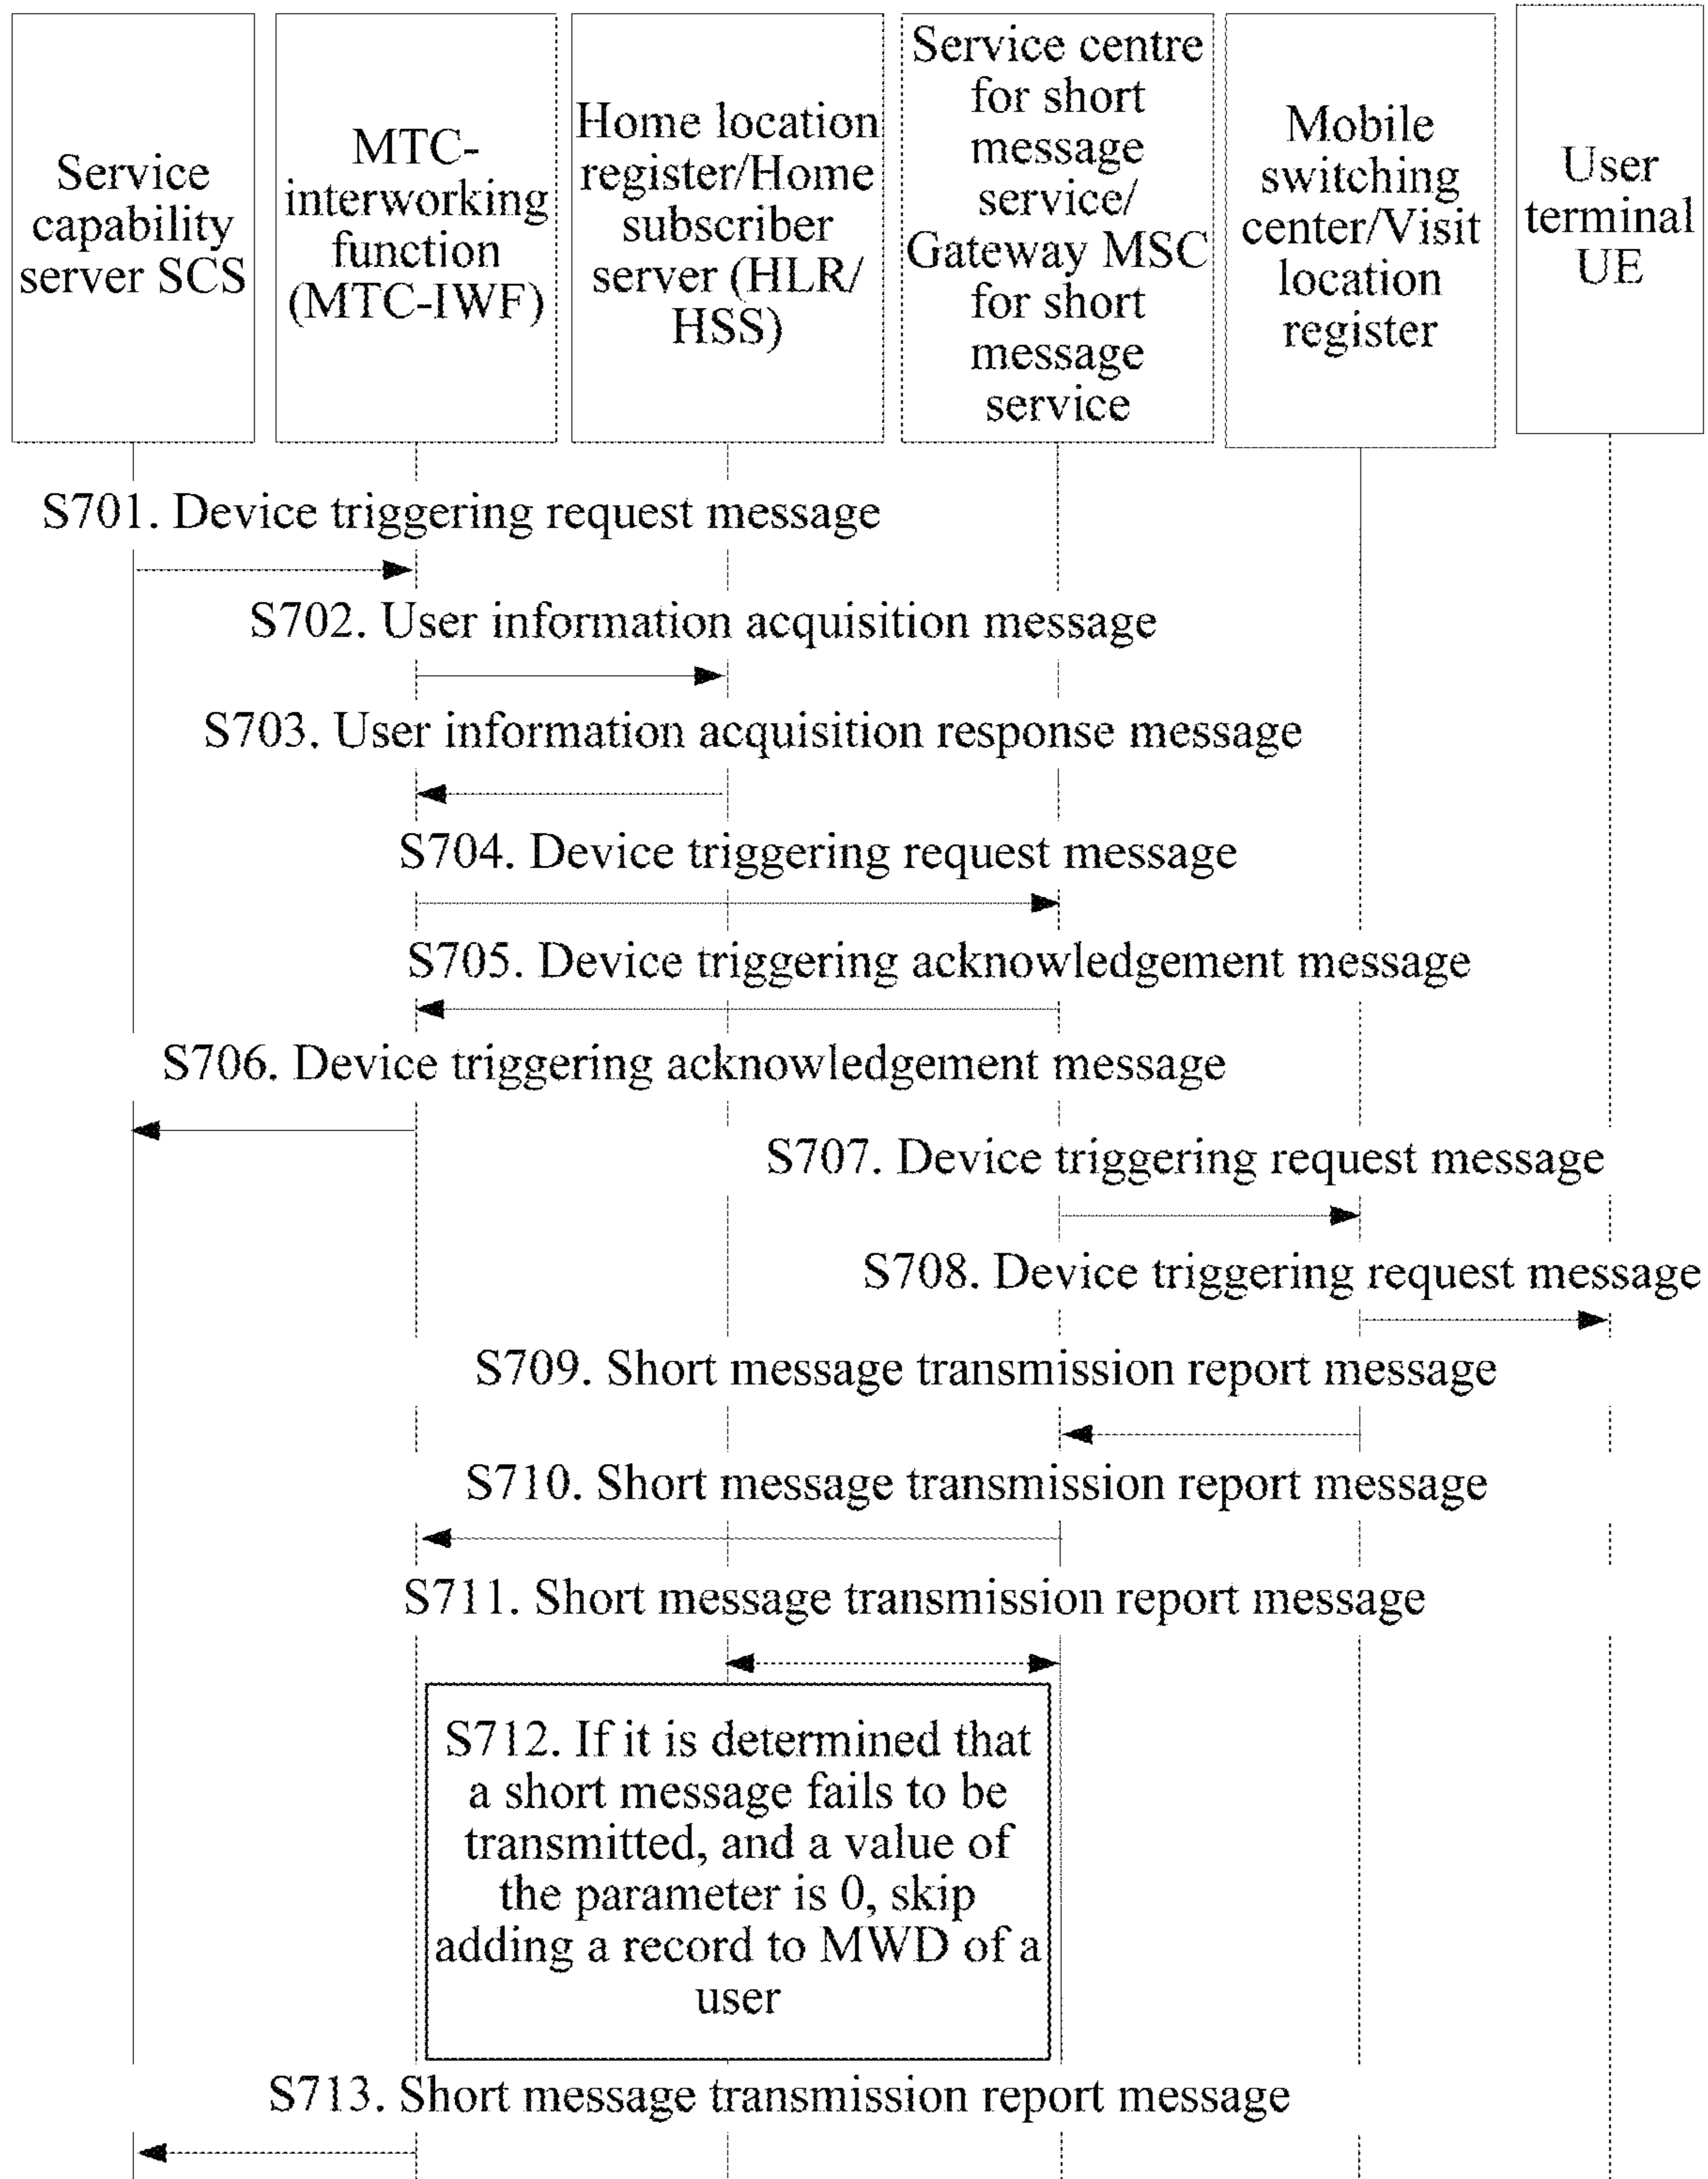 Service
capability
server SCS
MTC-
interworking
function
(MTC-IWF)
Home location
register/Home
subscriber
server (HLR/
HSS)
Service centre
for short
message
service/
Gateway MSC
for short
message
service
Mobile
switching
center/Visit
location
register
User
terminal
UE
S701. Device triggering request message
S702. User information acquisition message
S703. User information acquisition response message
S704. Device triggering request message
S705. Device triggering acknowledgement message
S706. Device triggering acknowledgement message
S707. Device triggering request message
S708. Device triggering request message
S709. Short message transmission report message
S710. Short message transmission report message
S711. Short message transmission report message
S712. If it is determined that
a short message fails to be
transmitted, and a value of
the parameter is 0, skip
adding a record to MWD of a
user
S713. Short message transmission report message